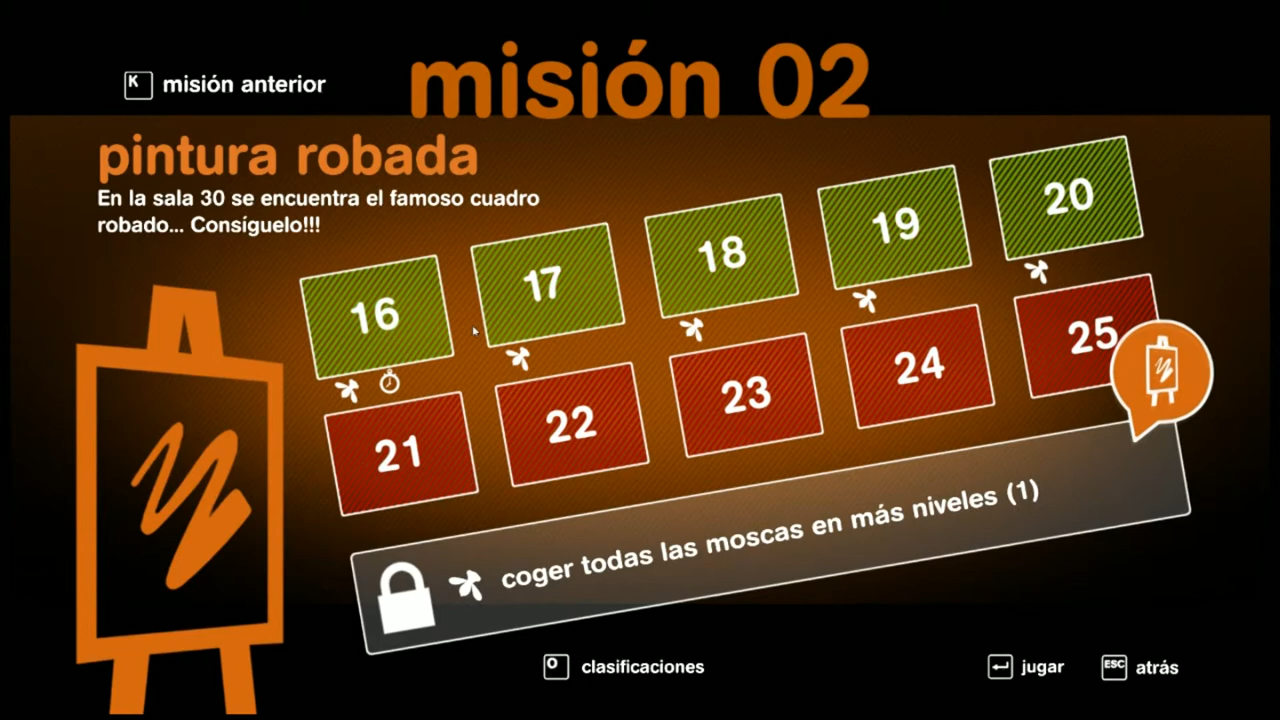 misión 02
K misión anterior
pintura robada
En la sala 30 se encuentra el famoso cuadro
robado... Consíguelo!!!
16 17 18 19 20
21 22 23 24 25
coger todas las moscas en más niveles (1)
O clasificaciones
jugar
ESC atrás